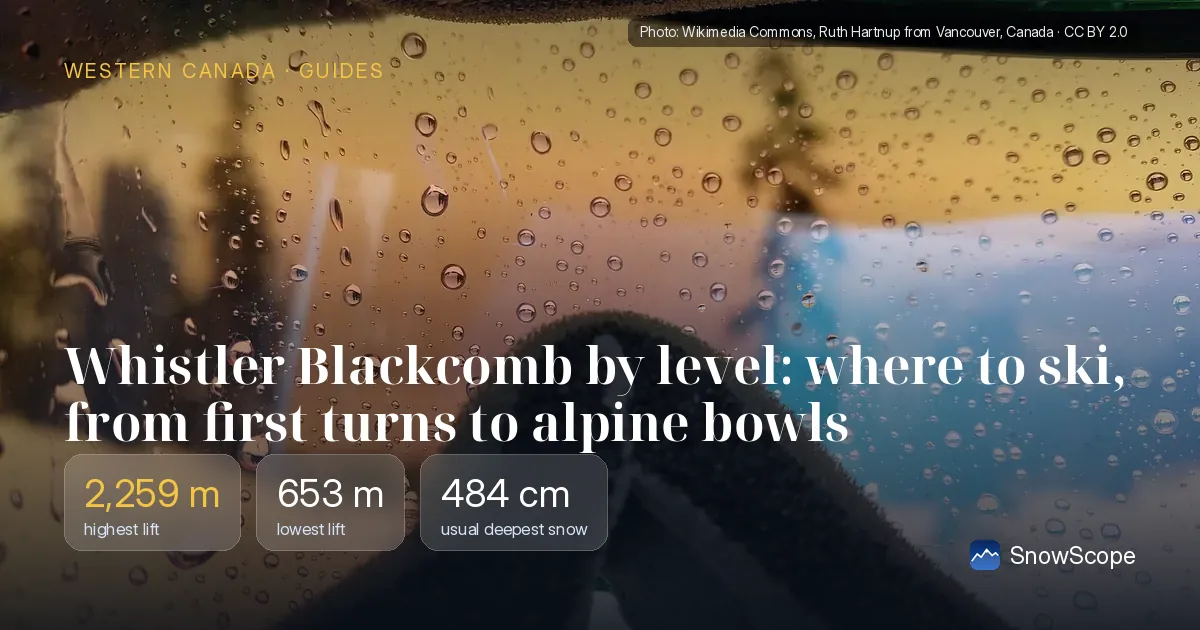 Photo: Wikimedia Commons, Ruth Hartnup from Vancouver, Canada · CC BY 2.0
WESTERN CANADA · GUIDES
Whistler Blackcomb by level: where to ski,
from first turns to alpine bowls
2,259 m
highest lift
653 m
lowest lift
484 cm
usual deepest snow
SnowScope